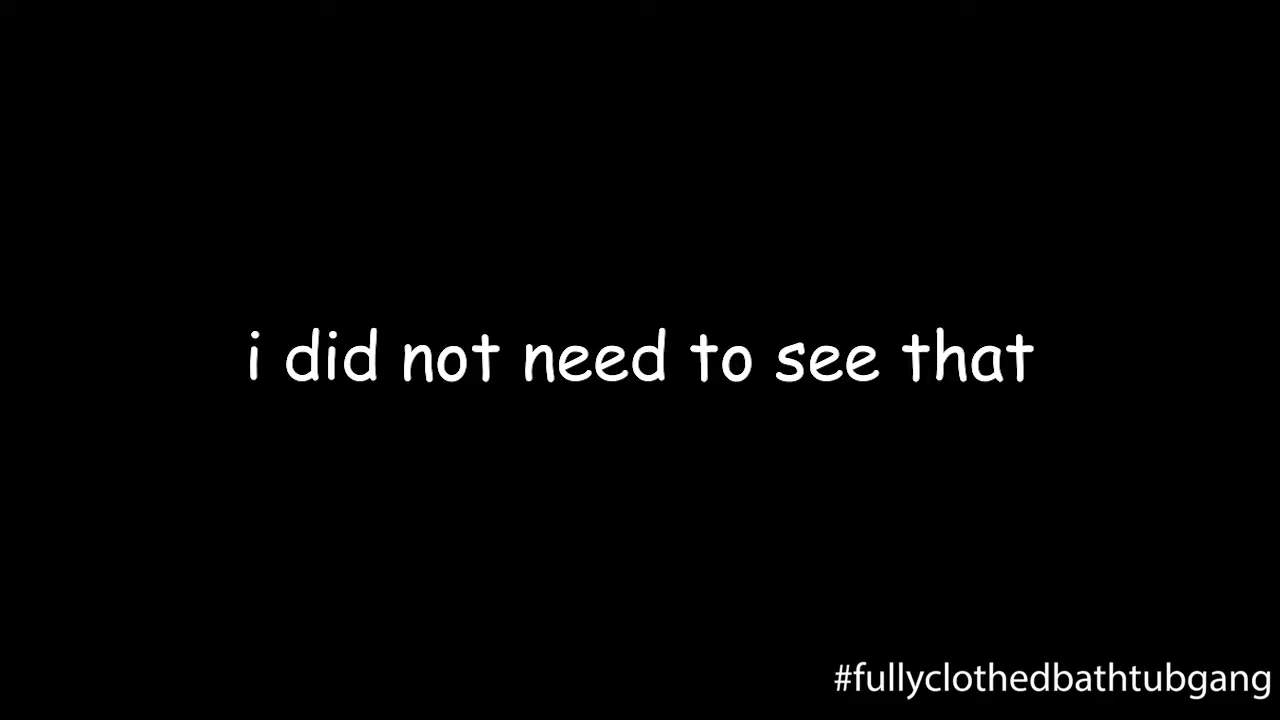 i did not need to see that
#fullyclothedbathtubgang